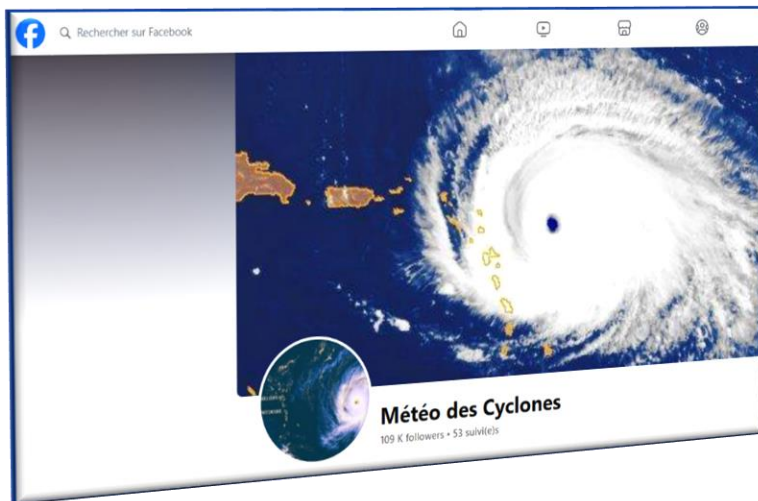 Rechercher sur Facebook
Météo des Cyclones
109 K followers • 53 suivi(e)s